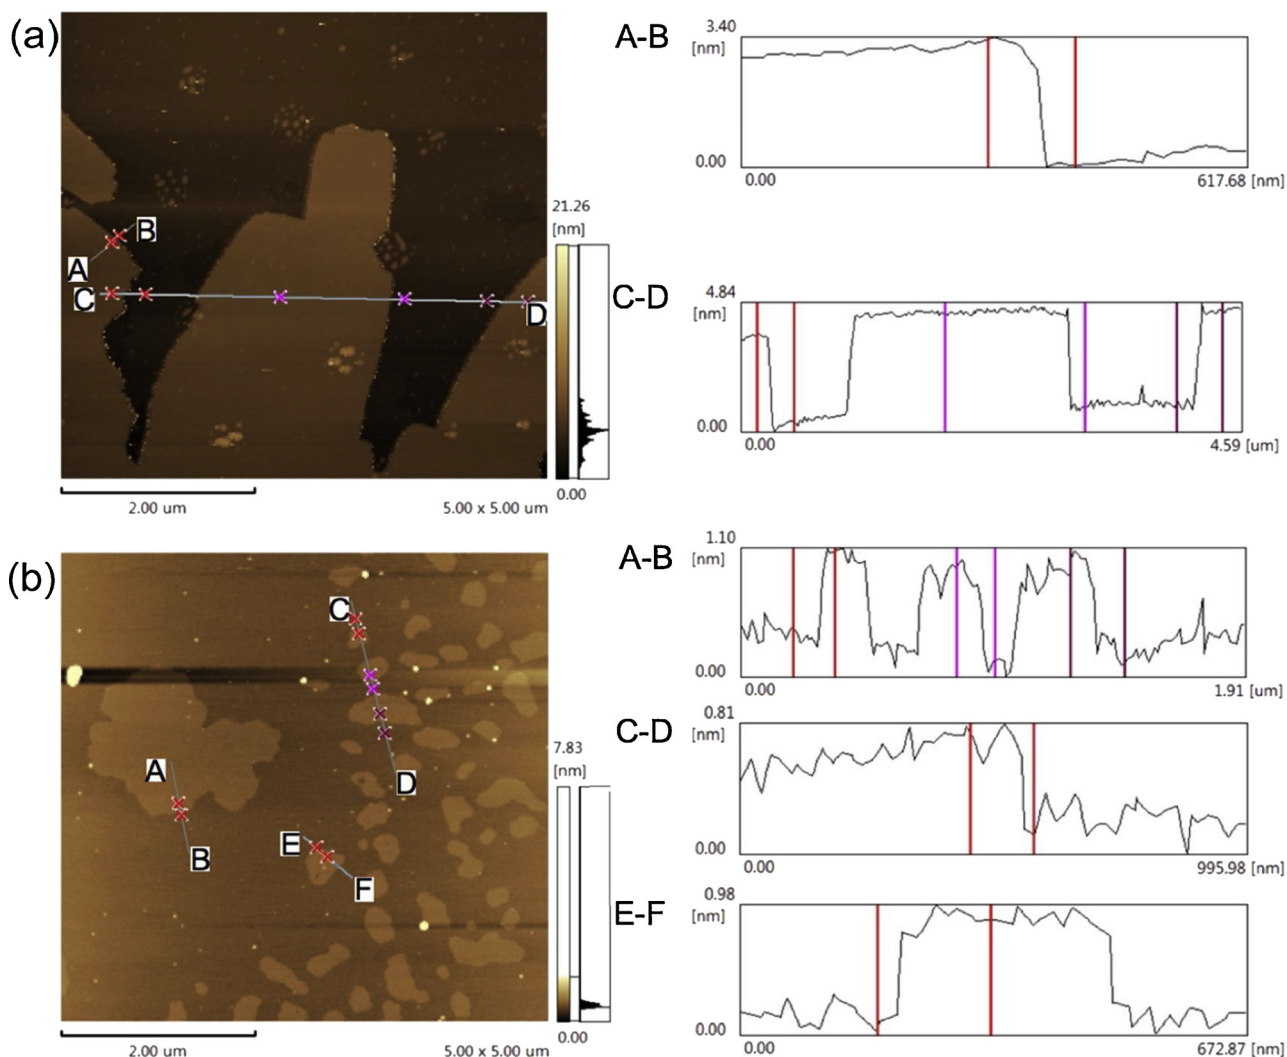 (a)
A
B
C
D
21.26
[nm]
0.00
2.00 um
5.00 x 5.00 um
A-B
3.40
[nm]
0.00
0.00
617.68 [nm]
C-D
4.84
[nm]
0.00
0.00
4.59 [um]
(b)
C
A
B
D
E
F
7.83
[nm]
0.00
2.00 um
5.00 x 5.00 um
A-B
1.10
[nm]
0.00
0.00
1.91 [um]
C-D
0.81
[nm]
0.00
0.00
995.98 [nm]
E-F
0.98
[nm]
0.00
0.00
672.87 [nm]